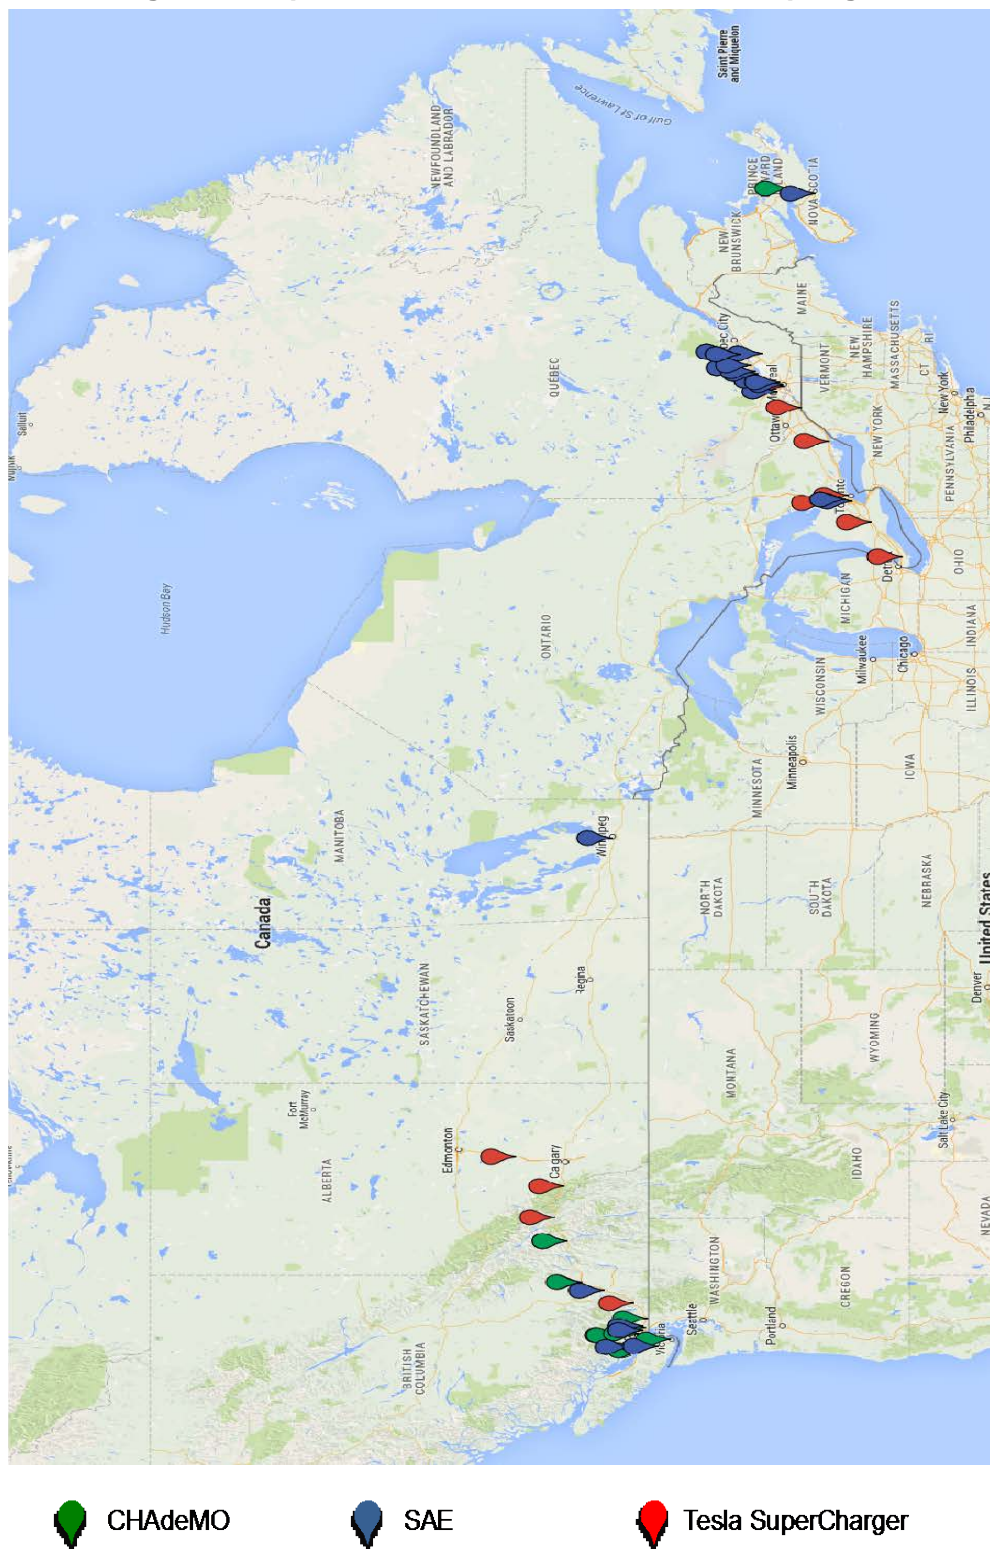 Saint Pierre
and Miquelon
Gulf of St Lawrence
NEWFOUNDLAND
AND LABRADOR
PRINCE
NOVA SCOTIA
NEW
BRUNSWICK
MAINE
City
QUÉBEC
VERMONT
NEW
HAMPSHIRE
MASSACHUSETTS
CT
RI
Salluit
NEW YORK
New York
Philadelphia
PENNSYLVANIA
OHIO
Hudson Bay
ONTARIO
MICHIGAN
INDIANA
Milwaukee
Chicago
WISCONSIN
ILLINOIS
MINNESOTA
Minneapolis
IOWA
MANITOBA
Winnipeg
Canada
NORTH
DAKOTA
SOUTH
DAKOTA
NEBRASKA
United States
SASKATCHEWAN
Regina
Saskatoon
Denver
WYOMING
MONTANA
Fort
McMurray
Salt Lake City
Edmonton
Calgary
ALBERTA
IDAHO
NEVADA
WASHINGTON
OREGON
Seattle
Portland
BRITISH
COLUMBIA
CHAdeMO
SAE
Tesla SuperCharger